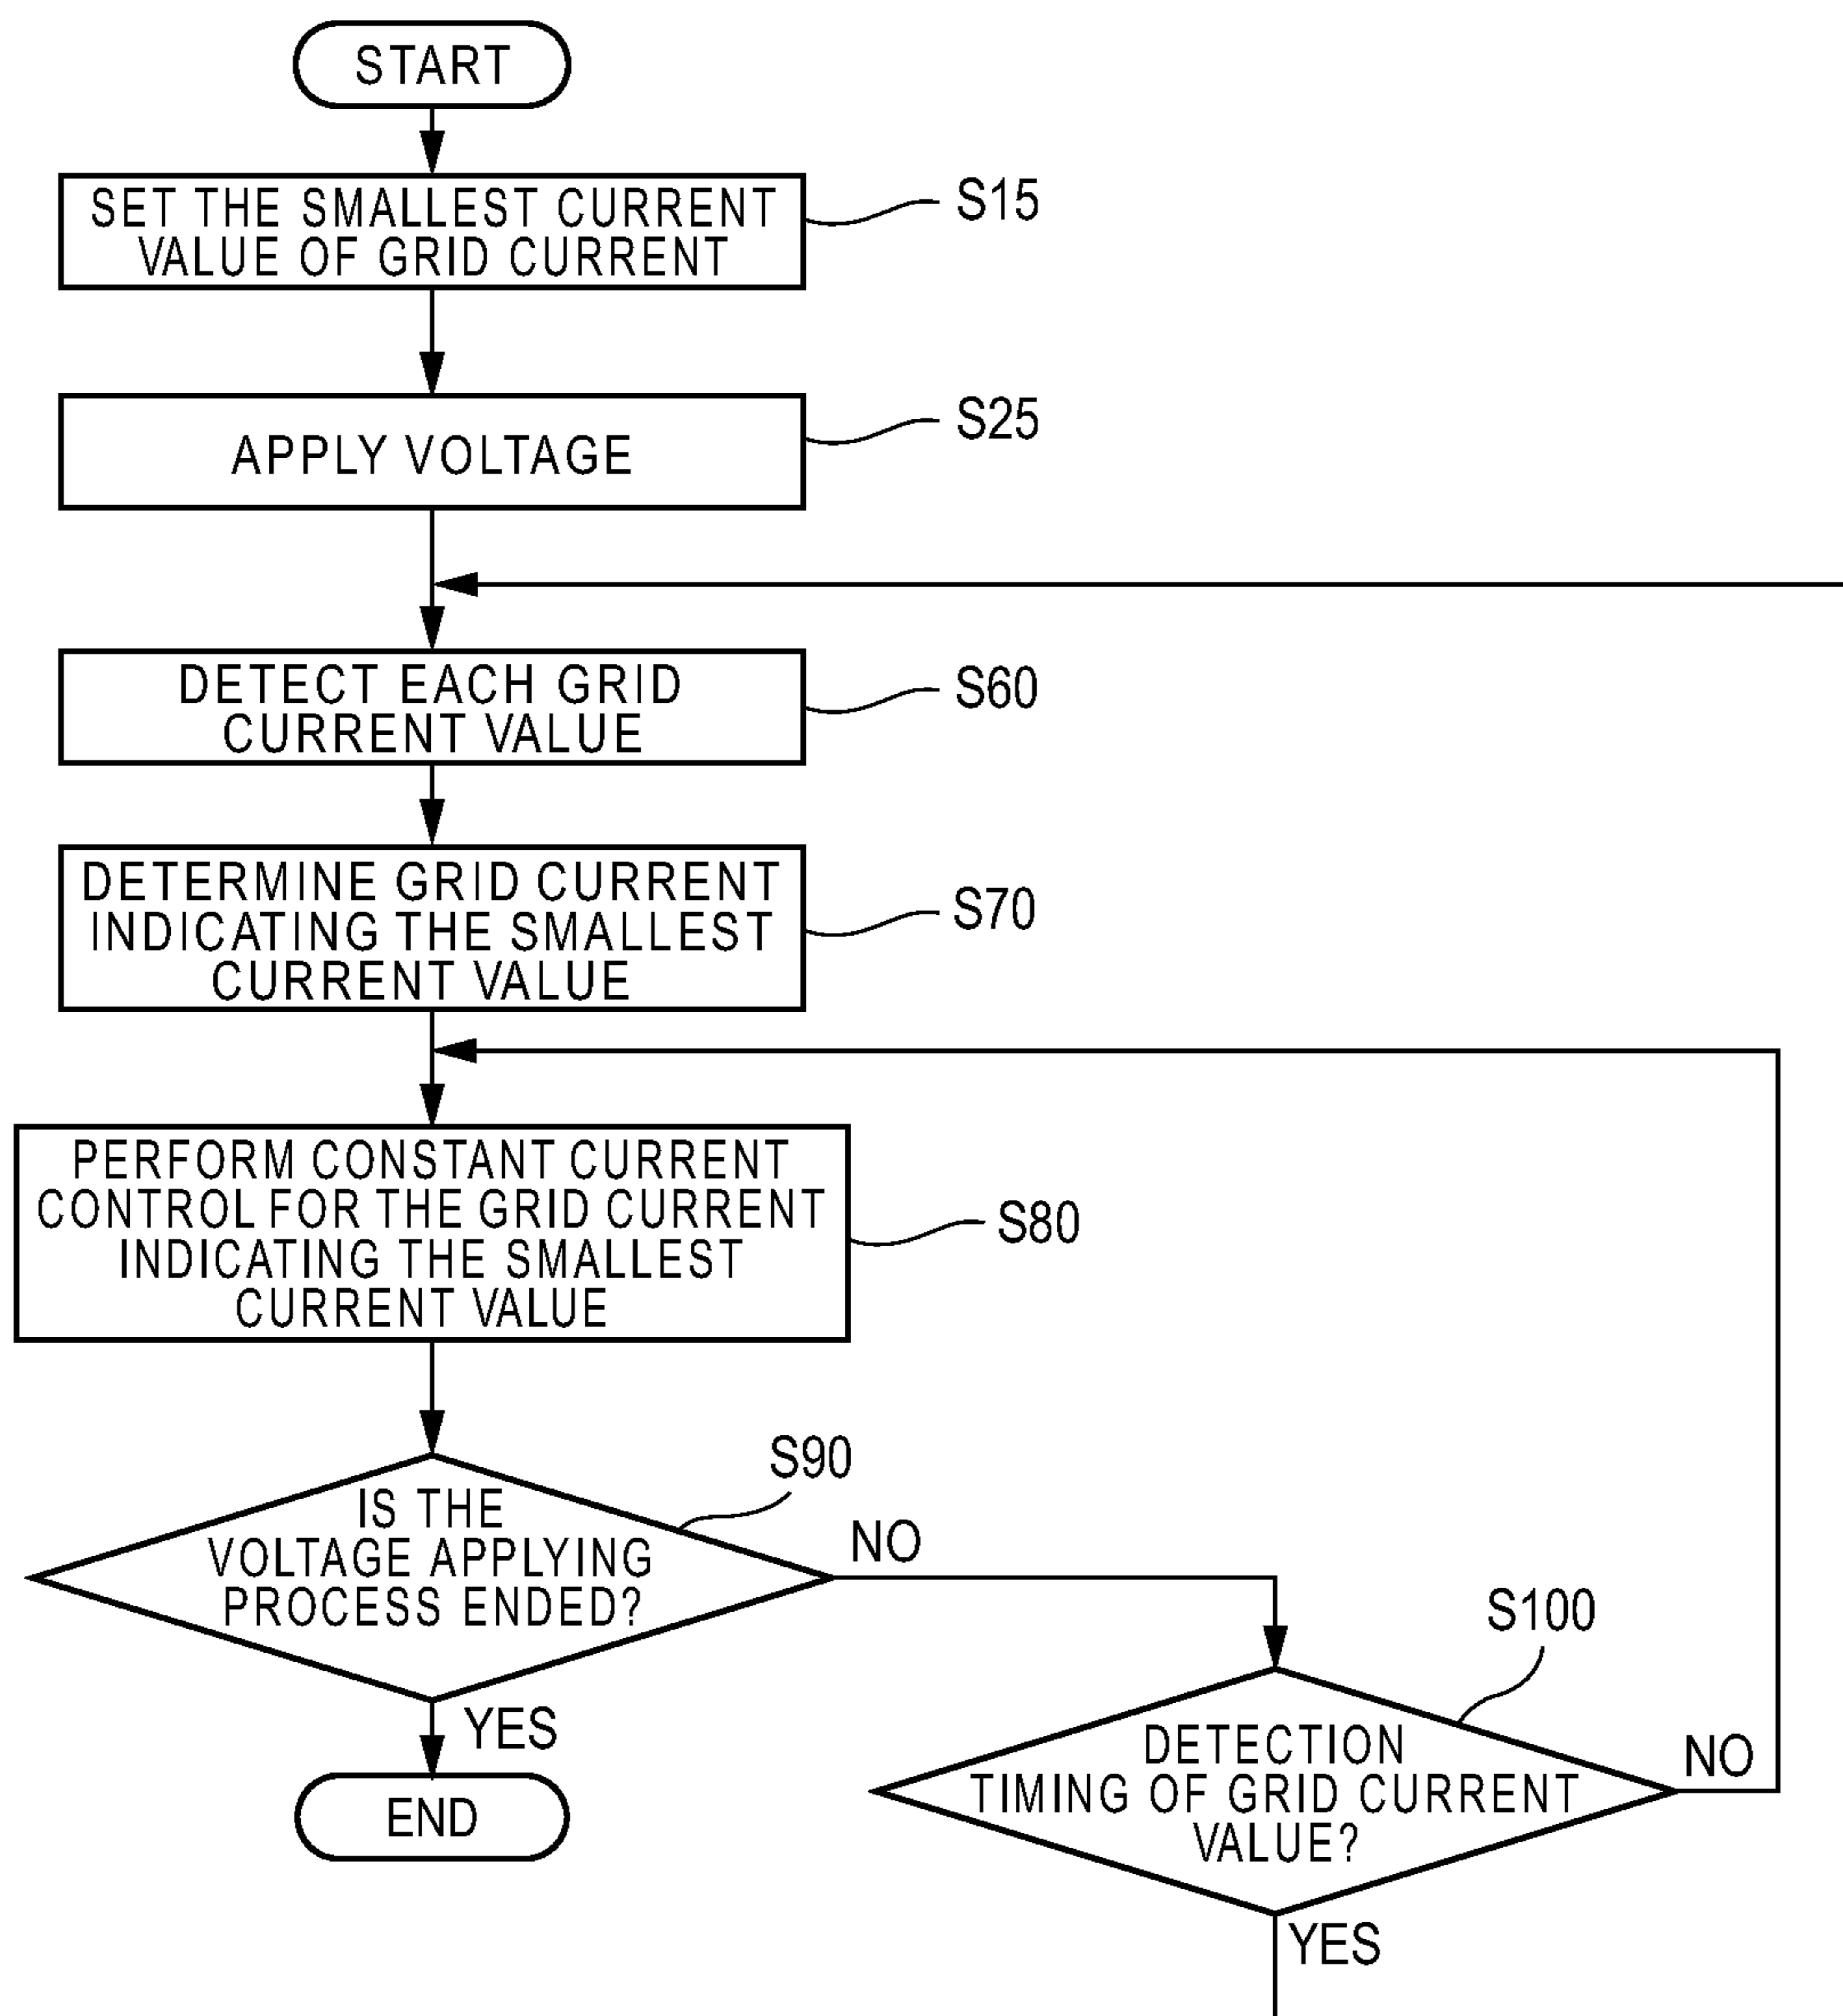 START
SET THE SMALLEST CURRENT
VALUE OF GRID CURRENT
S15
APPLY VOLTAGE
S25
DETECT EACH GRID
CURRENT VALUE
S60
DETERMINE GRID CURRENT
INDICATING THE SMALLEST
CURRENT VALUE
S70
PERFORM CONSTANT CURRENT
CONTROL FOR THE GRID CURRENT
INDICATING THE SMALLEST
CURRENT VALUE
S80
IS THE
VOLTAGE APPLYING
PROCESS ENDED?
S90
NO
YES
END
DETECTION
TIMING OF GRID CURRENT
VALUE?
S100
NO
YES